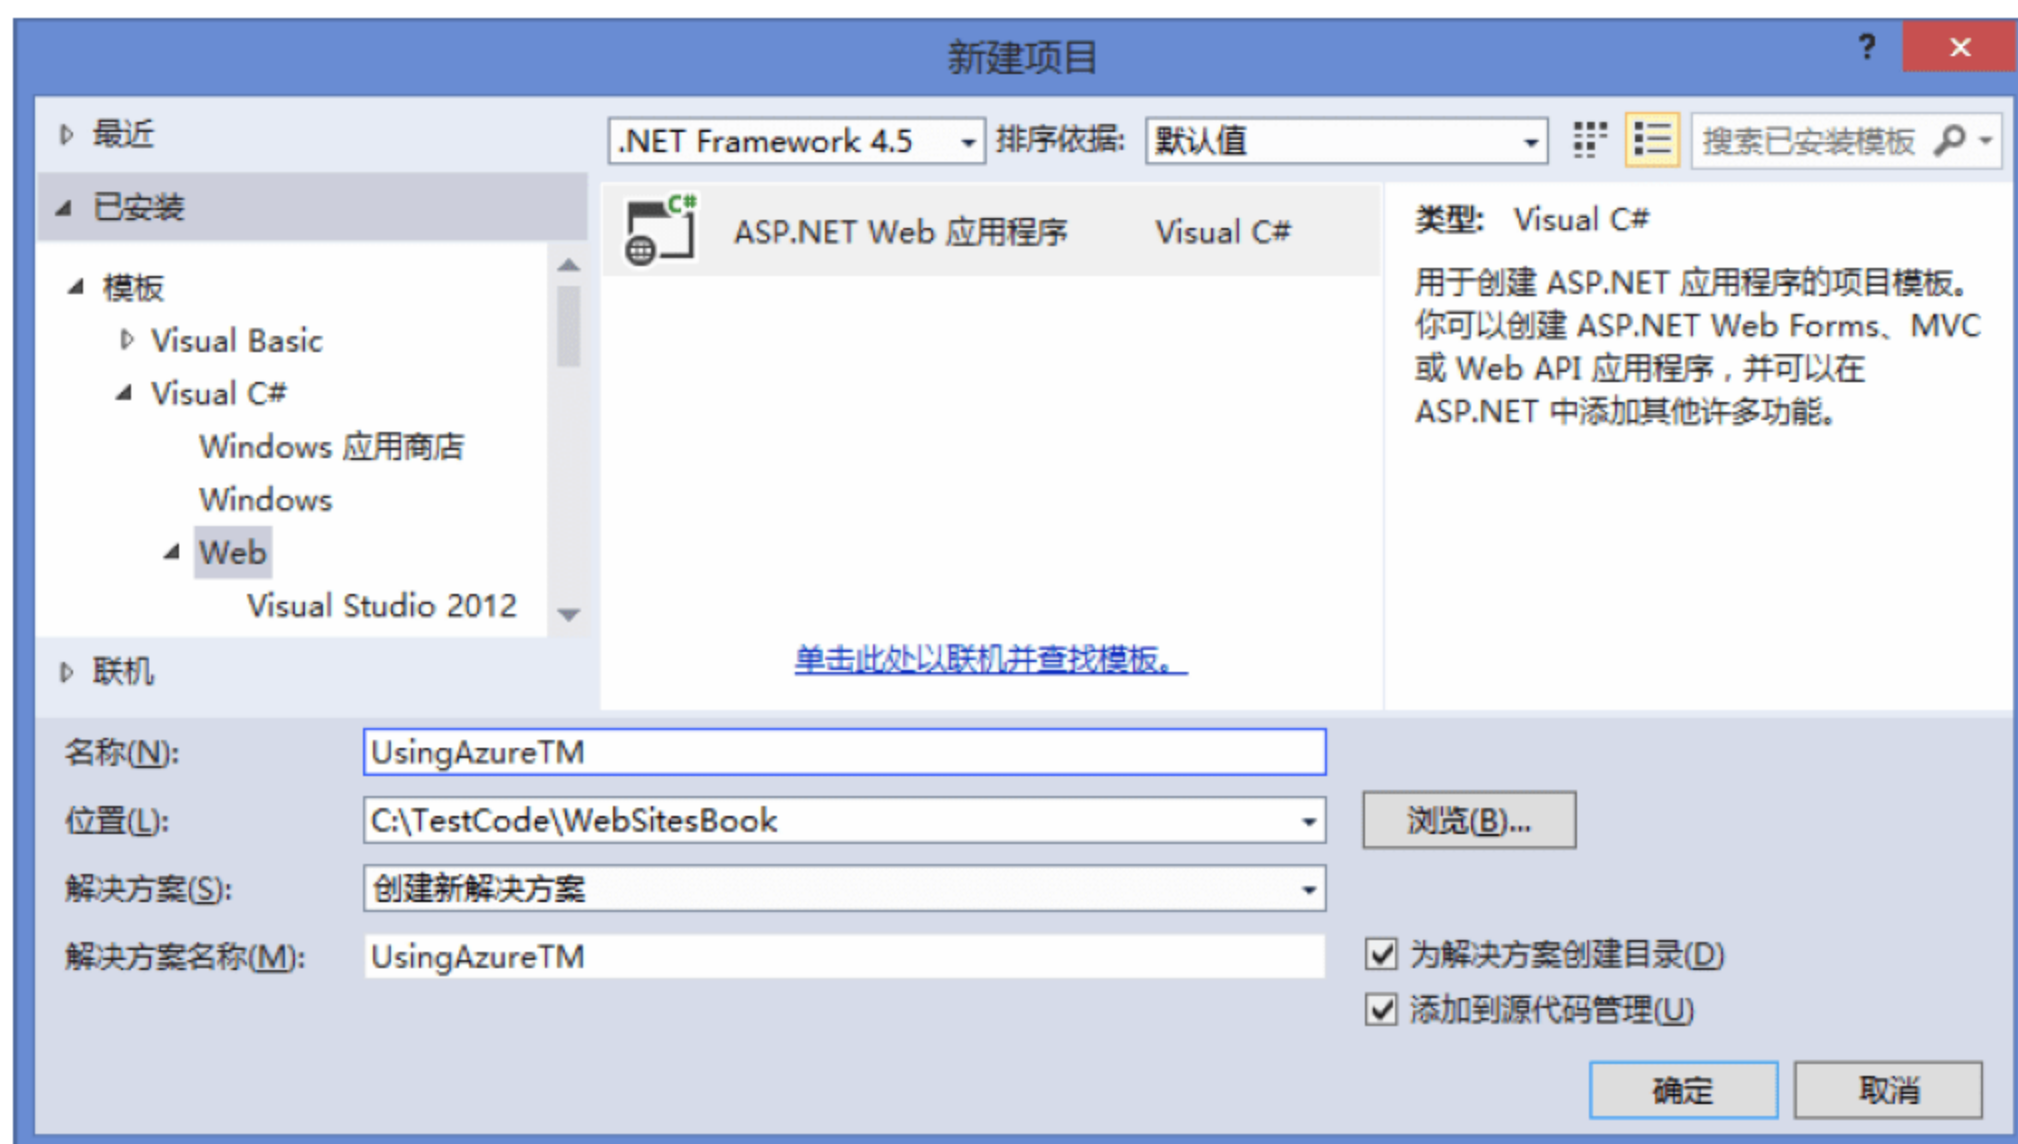 新建项目
?
最近
.NET Framework 4.5
排序依据:
默认值
搜索已安装模板
已安装
模板
Visual Basic
Visual C#
Windows 应用商店
Windows
Web
Visual Studio 2012
联机
C#
ASP.NET Web 应用程序
Visual C#
单击此处以联机并查找模板。
类型: Visual C#
用于创建 ASP.NET 应用程序的项目模板。
你可以创建 ASP.NET Web Forms、MVC
或 Web API 应用程序，并可以在
ASP.NET 中添加其他许多功能。
名称(N):
UsingAzureTM
位置(L):
C:\TestCode\WebSitesBook
浏览(B)...
解决方案(S):
创建新解决方案
解决方案名称(M):
UsingAzureTM
为解决方案创建目录(D)
添加到源代码管理(U)
确定
取消